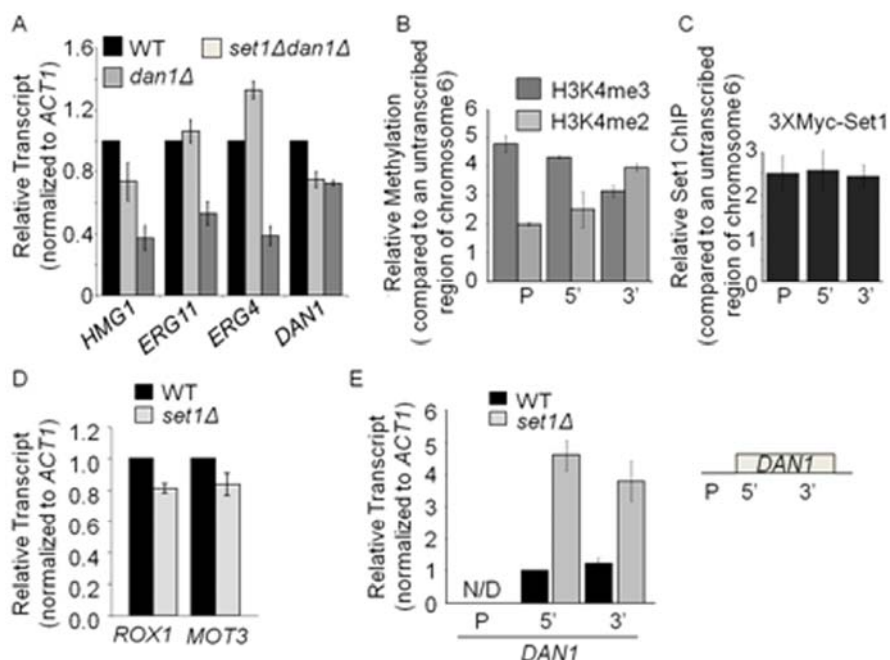 A
WT
set1Δdan1Δ
dan1Δ
Relative Transcript
(normalized to ACT1)
1.6
1.2
0.8
0.4
0
HMG1
ERG11
ERG4
DAN1
B
H3K4me3
H3K4me2
Relative Methylation
( compared to an untranscribed
region of chromosome 6)
6
5
4
3
2
1
0
P
5'
3'
C
3XMyc-Set1
Relative Set1 ChIP
(compared to an untranscribed
region of chromosome 6)
3
2
1
0
P
5'
3'
D
WT
set1Δ
Relative Transcript
(normalized to ACT1)
1.2
1.0
0.8
0.6
0.4
0.2
0.0
ROX1
MOT3
E
WT
set1Δ
Relative Transcript
(normalized to ACT1)
6
5
4
3
2
1
0
N/D
P
5'
3'
DAN1
DAN1
P
5'
3'